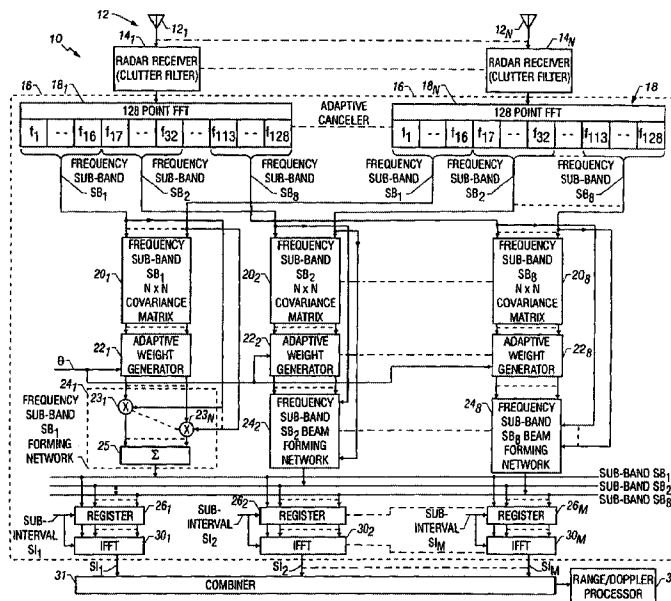 12
12₁
12N
10
14₁
14N
RADAR RECEIVER
(CLUTTER FILTER)
RADAR RECEIVER
(CLUTTER FILTER)
16
18₁
16
18N
18
128 POINT FFT
ADAPTIVE
CANCELER
128 POINT FFT
f₁ -- f₁₆ f₁₇ -- f₃₂ -- f₁₁₃ -- f₁₂₈
f₁ -- f₁₆ f₁₇ -- f₃₂ -- f₁₁₃ -- f₁₂₈
FREQUENCY
SUB-BAND
SB₁
FREQUENCY
SUB-BAND
SB₂
FREQUENCY
SUB-BAND
SB₈
FREQUENCY
SUB-BAND
SB₁
FREQUENCY
SUB-BAND
SB₂
FREQUENCY
SUB-BAND
SB₈
20₁
FREQUENCY
SUB-BAND
SB₁
N x N
COVARIANCE
MATRIX
20₂
FREQUENCY
SUB-BAND
SB₂
N x N
COVARIANCE
MATRIX
FREQUENCY
SUB-BAND
SB₈
N x N
COVARIANCE
MATRIX
20₈
22₁
ADAPTIVE
WEIGHT
GENERATOR
22₂
ADAPTIVE
WEIGHT
GENERATOR
ADAPTIVE
WEIGHT
GENERATOR
22₈
θ
24₁
FREQUENCY
SUB-BAND
SB₁
FORMING
NETWORK
23₁
X
23N
X
25
Σ
24₂
FREQUENCY
SUB-BAND
SB₂ BEAM
FORMING
NETWORK
24₈
FREQUENCY
SUB-BAND
SB₈ BEAM
FORMING
NETWORK
SUB-BAND SB₁
SUB-BAND SB₂
SUB-BAND SB₈
SUB-
INTERVAL
SI₁
REGISTER
26₁
IFFT
30₁
SUB-
INTERVAL
SI₂
REGISTER
26₂
IFFT
30₂
SUB-
INTERVAL
SIM
REGISTER
26M
IFFT
30M
SI₁
SI₂
SIM
31
COMBINER
RANGE/DOPPLER
PROCESSOR